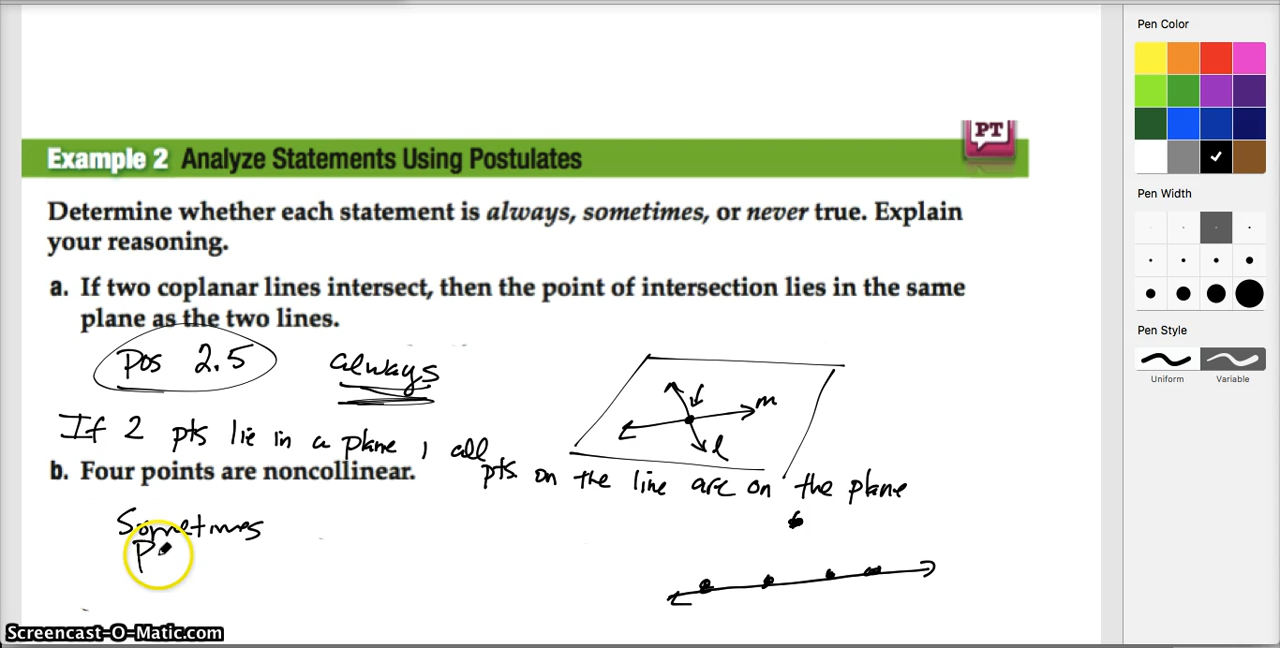 Pen Color
PT
Example 2 Analyze Statements Using Postulates
Determine whether each statement is always, sometimes, or never true. Explain
your reasoning.
Pen Width
a. If two coplanar lines intersect, then the point of intersection lies in the same
plane as the two lines.
Pen Style
Uniform
Variable
Pos 2.5 always
m
l
If 2 pts lie in a plane, all
pts on the line are on the plane
b. Four points are noncollinear.
Sometimes
P
Screencast-O-Matic.com